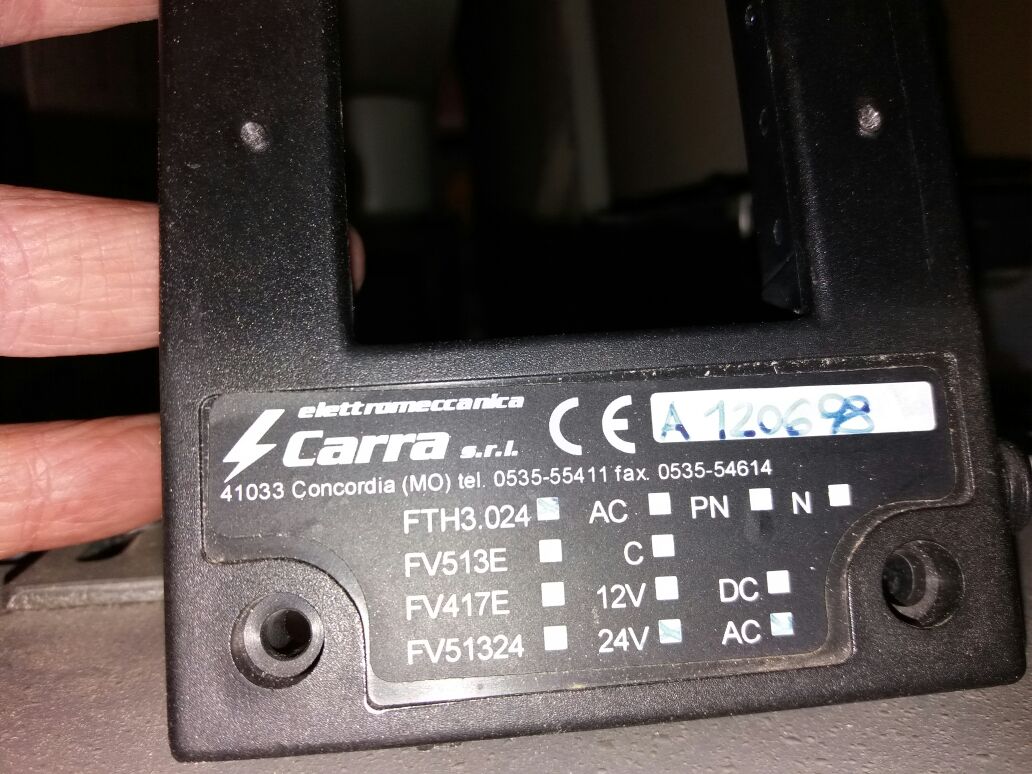 elettromeccanica
Carra s.r.l. CE A 120698
41033 Concordia (MO) tel. 0535-55411 fax. 0535-54614
FTH3.024 AC PN N
FV513E C
FV417E 12V DC
FV51324 24V AC